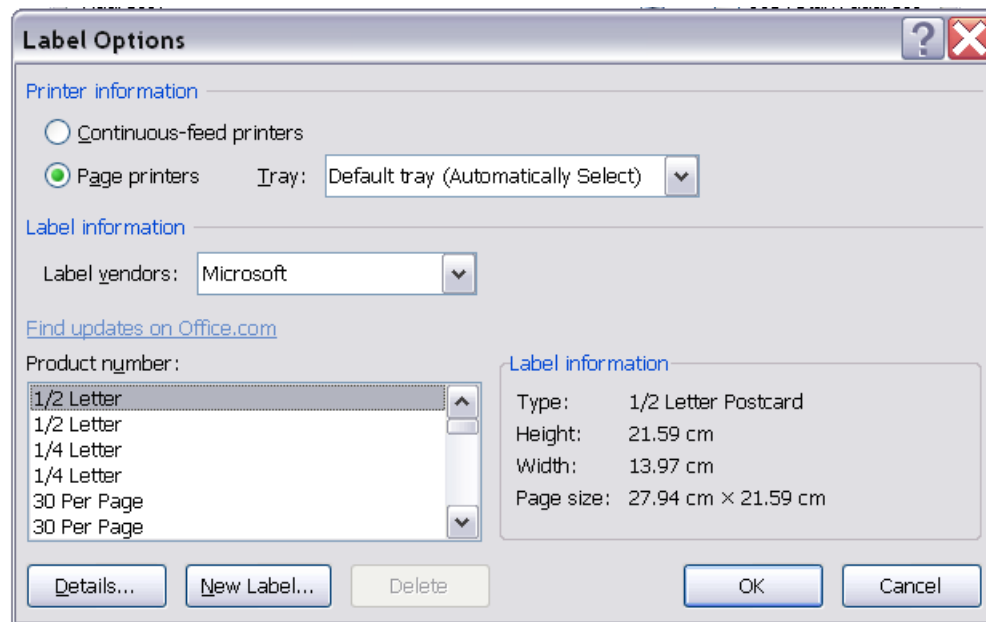 Label Options
Printer information
Continuous-feed printers
Page printers Tray: Default tray (Automatically Select)
Label information
Label vendors: Microsoft
Find updates on Office.com
Product number:
1/2 Letter
1/2 Letter
1/4 Letter
1/4 Letter
30 Per Page
30 Per Page
Label information
Type: 1/2 Letter Postcard
Height: 21.59 cm
Width: 13.97 cm
Page size: 27.94 cm × 21.59 cm
Details... New Label... Delete OK Cancel